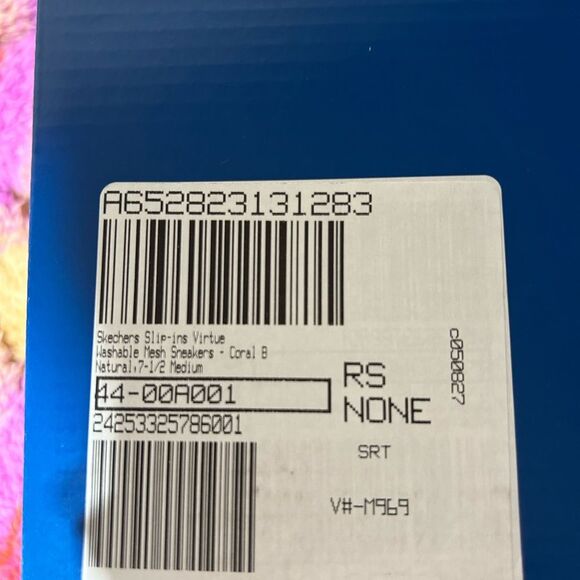 A652823131283
Skechers Slip-ins Virtue
Washable Mesh Sneakers - Coral B
Natural,7-1/2 Medium
44-00A001
24253325786001
RS
NONE
SRT
V#-M969
c050827